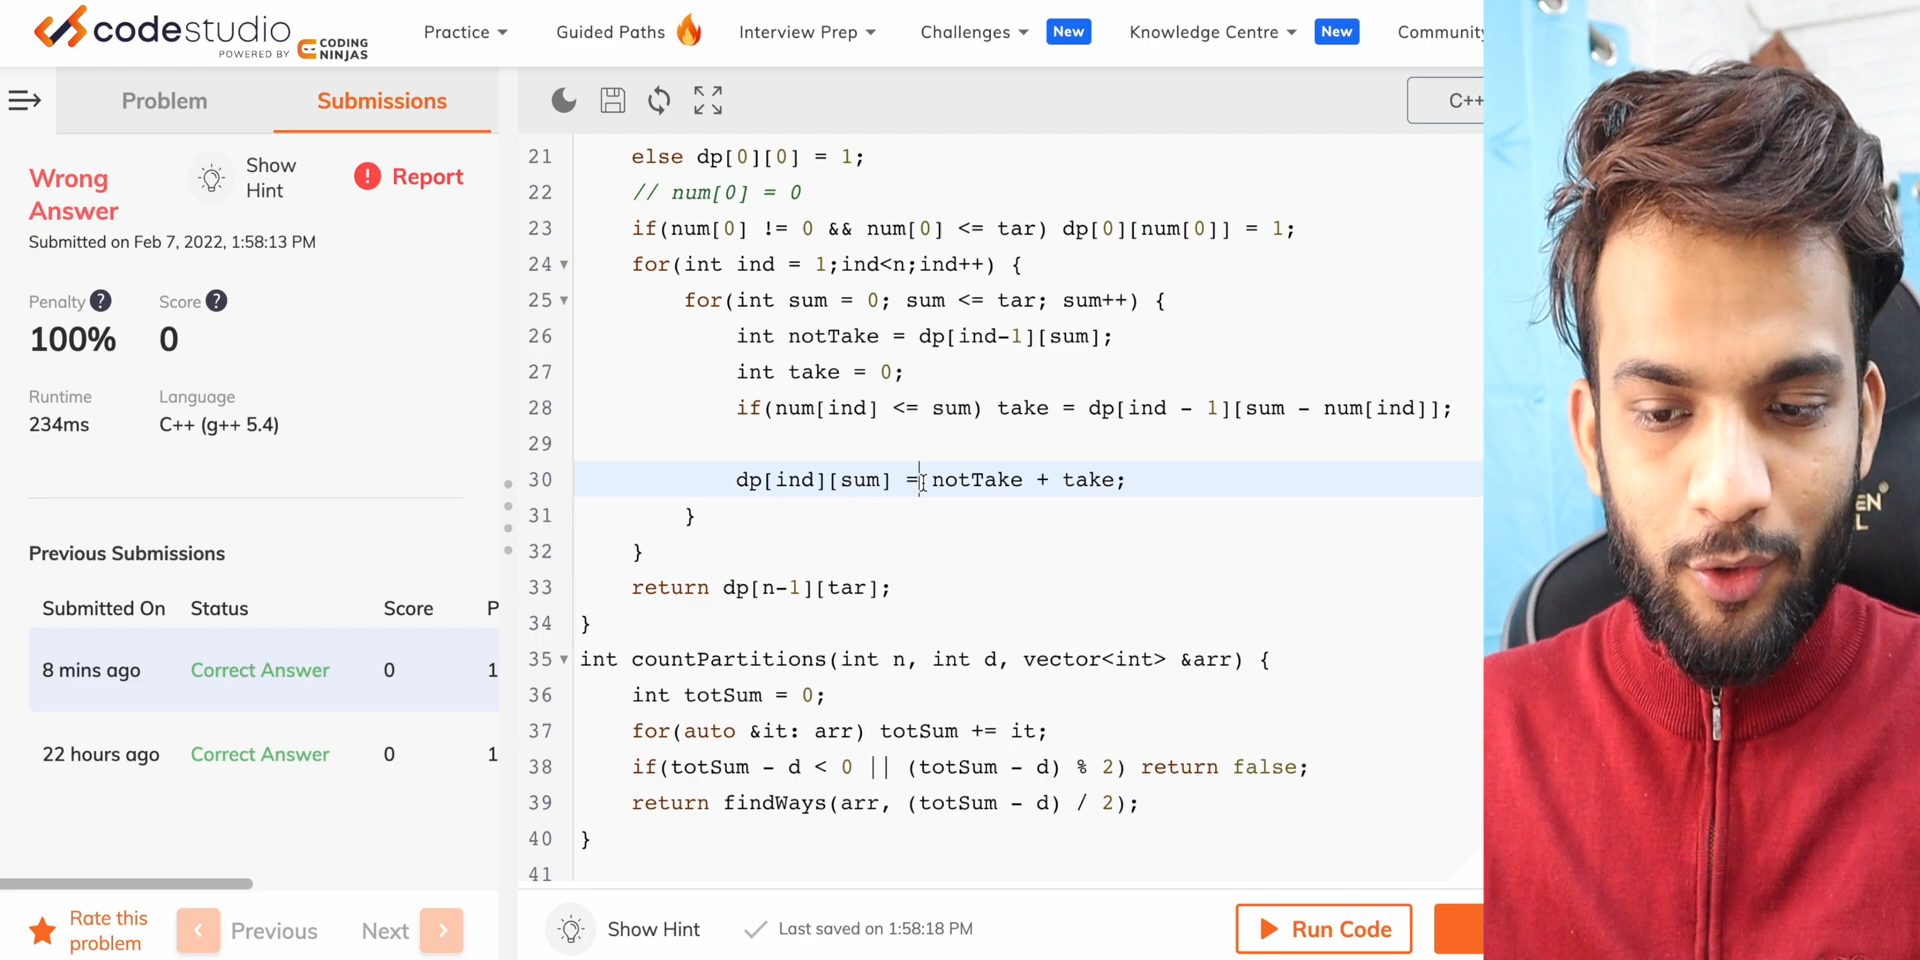 codestudio
POWERED BY CODING NINJAS
Practice
Guided Paths
Interview Prep
Challenges
New
Knowledge Centre
New
Community
Problem
Submissions
C++
Wrong Answer
Show Hint
Report
Submitted on Feb 7, 2022, 1:58:13 PM
Penalty ?
Score ?
100%
0
Runtime
Language
234ms
C++ (g++ 5.4)
Previous Submissions
Submitted On Status Score P
8 mins ago Correct Answer 0 1
22 hours ago Correct Answer 0 1
Rate this problem
Previous
Next
21 else dp[0][0] = 1;
22 // num[0] = 0
23 if(num[0] != 0 && num[0] <= tar) dp[0][num[0]] = 1;
24 for(int ind = 1;ind<n;ind++) {
25 for(int sum = 0; sum <= tar; sum++) {
26 int notTake = dp[ind-1][sum];
27 int take = 0;
28 if(num[ind] <= sum) take = dp[ind - 1][sum - num[ind]];
29
30 dp[ind][sum] = notTake + take;
31 }
32 }
33 return dp[n-1][tar];
34 }
35 int countPartitions(int n, int d, vector<int> &arr) {
36 int totSum = 0;
37 for(auto &it: arr) totSum += it;
38 if(totSum - d < 0 || (totSum - d) % 2) return false;
39 return findWays(arr, (totSum - d) / 2);
40 }
41
Show Hint
Last saved on 1:58:18 PM
Run Code